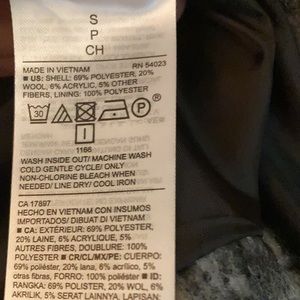 S
P
CH
MADE IN VIETNAM RN 54023
■ US: SHELL: 69% POLYESTER, 20%
WOOL, 6% ACRYLIC, 5% OTHER
FIBERS, LINING: 100% POLYESTER
30 P
I
1166
WASH INSIDE OUT/ MACHINE WASH
COLD GENTLE CYCLE/ ONLY
NON-CHLORINE BLEACH WHEN
NEEDED/ LINE DRY/ COOL IRON
CA 17897
HECHO EN VIETNAM CON INSUMOS
IMPORTADOS/ DIBUAT DI VIETNAM
■ CA: EXTÉRIEUR: 69% POLYESTER,
20% LAINE, 6% ACRYLIQUE, 5%
AUTRES FIBRES, DOUBLURE: 100%
POLYESTER ■ CR/CL/MX/PE: CUERPO:
69% poliéster, 20% lana, 6% acrílico, 5%
otras fibras, FORRO: 100% poliéster ■ ID:
RANGKA: 69% POLISTER, 20% WOL, 6%
AKRILIK, 5% SERAT LAINNYA, LAPISAN: